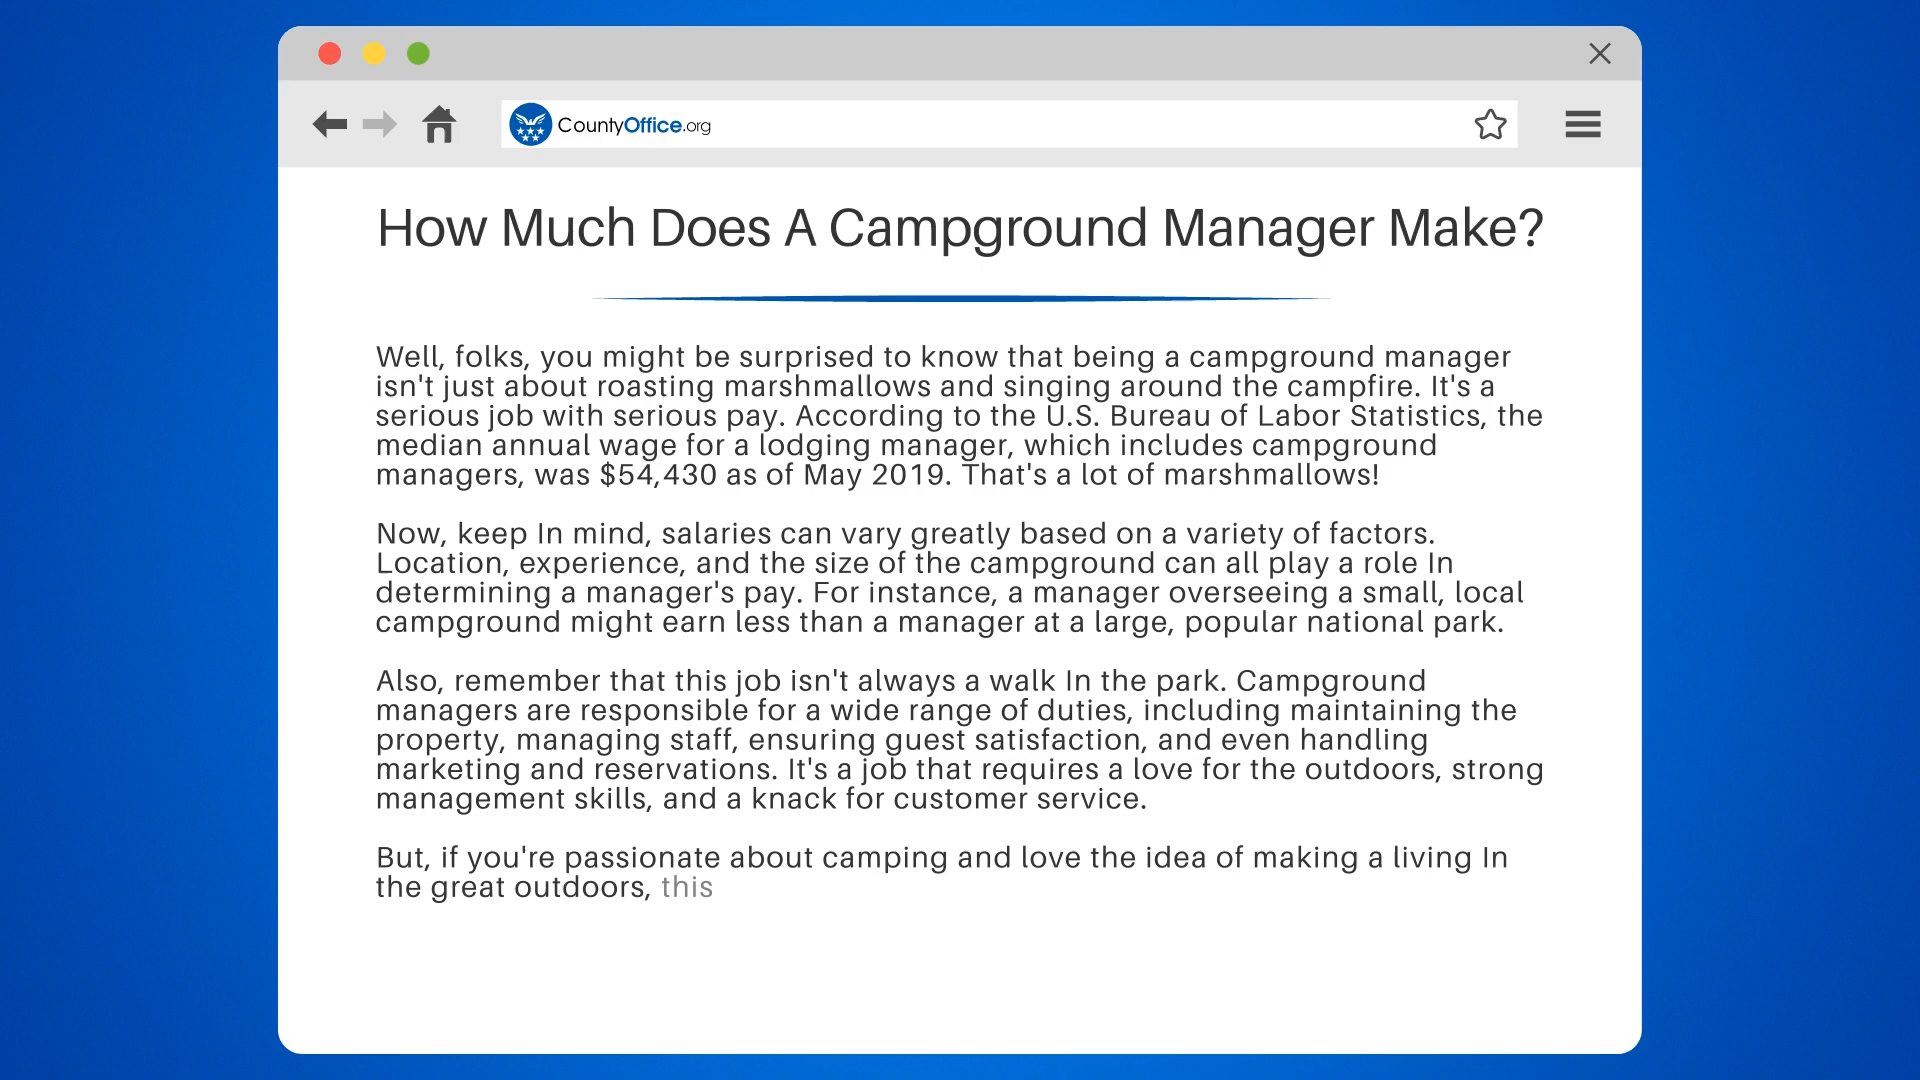 CountyOffice.org
How Much Does A Campground Manager Make?
Well, folks, you might be surprised to know that being a campground manager
isn't just about roasting marshmallows and singing around the campfire. It's a
serious job with serious pay. According to the U.S. Bureau of Labor Statistics, the
median annual wage for a lodging manager, which includes campground
managers, was $54,430 as of May 2019. That's a lot of marshmallows!
Now, keep In mind, salaries can vary greatly based on a variety of factors.
Location, experience, and the size of the campground can all play a role In
determining a manager's pay. For instance, a manager overseeing a small, local
campground might earn less than a manager at a large, popular national park.
Also, remember that this job isn't always a walk In the park. Campground
managers are responsible for a wide range of duties, including maintaining the
property, managing staff, ensuring guest satisfaction, and even handling
marketing and reservations. It's a job that requires a love for the outdoors, strong
management skills, and a knack for customer service.
But, if you're passionate about camping and love the idea of making a living In
the great outdoors, this